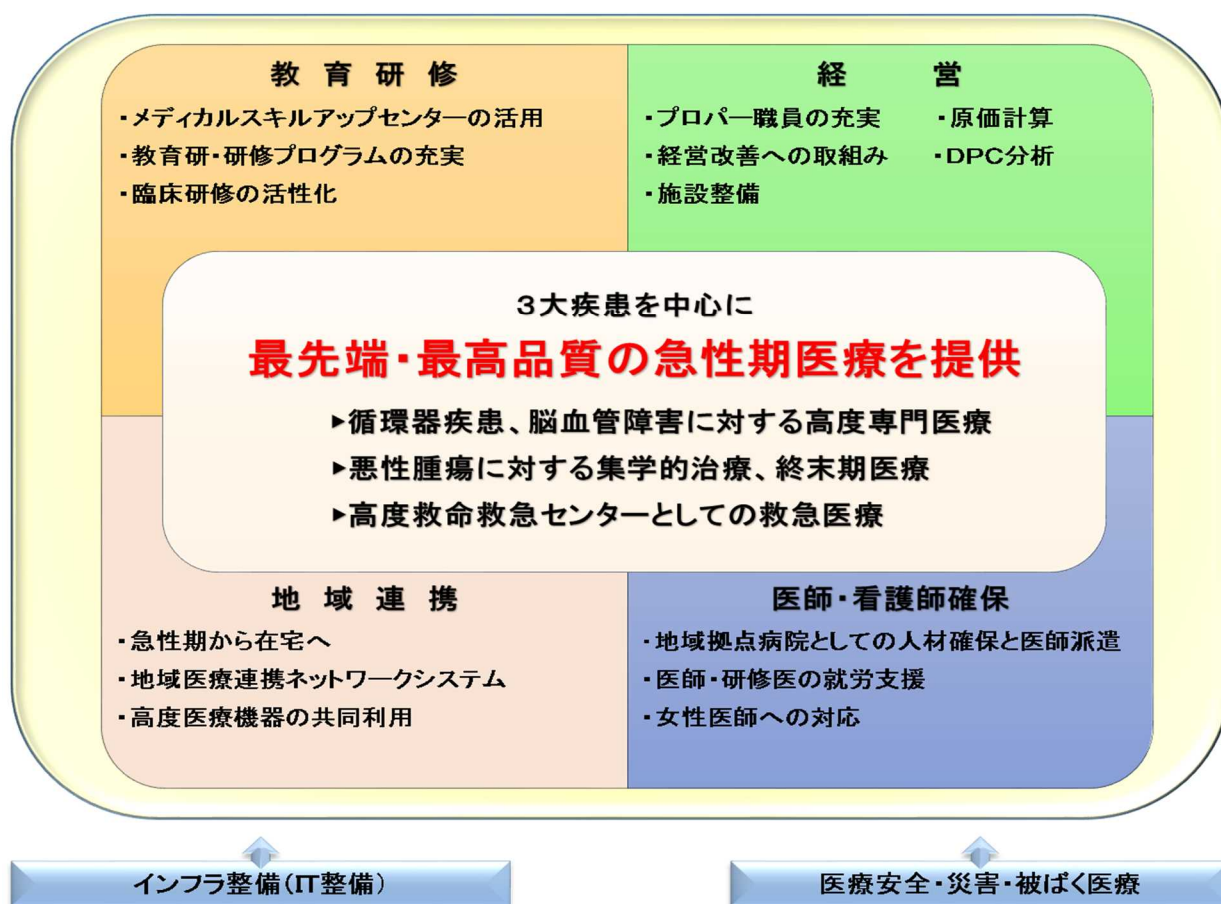 教育研修
・メディカルスキルアップセンターの活用
・教育研・研修プログラムの充実
・臨床研修の活性化
経営
・プロパー職員の充実 ・原価計算
・経営改善への取組み ・DPC分析
・施設整備
3大疾患を中心に
最先端・最高品質の急性期医療を提供
▶循環器疾患、脳血管障害に対する高度専門医療
▶悪性腫瘍に対する集学的治療、終末期医療
▶高度救命救急センターとしての救急医療
地域連携
・急性期から在宅へ
・地域医療連携ネットワークシステム
・高度医療機器の共同利用
医師・看護師確保
・地域拠点病院としての人材確保と医師派遣
・医師・研修医の就労支援
・女性医師への対応
インフラ整備(IT整備)
医療安全・災害・被ばく医療